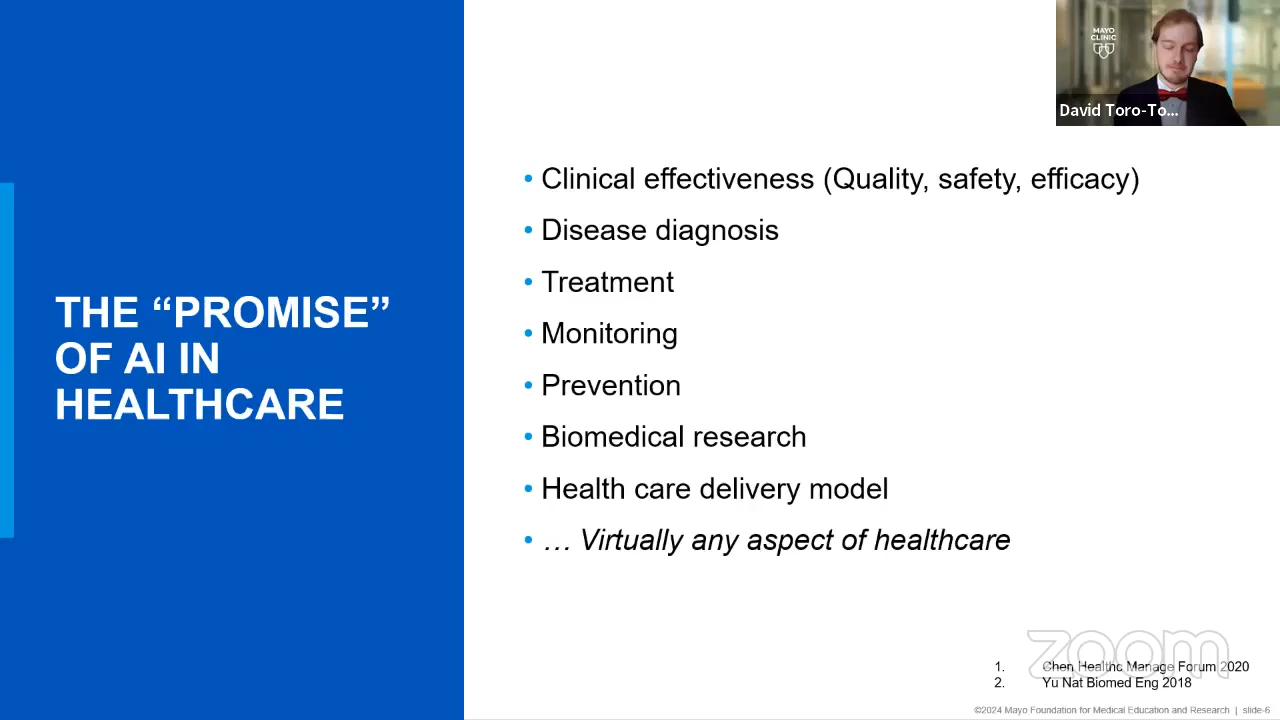 MAYO
CLINIC
David Toro-To...
THE “PROMISE”
OF AI IN
HEALTHCARE
• Clinical effectiveness (Quality, safety, efficacy)
• Disease diagnosis
• Treatment
• Monitoring
• Prevention
• Biomedical research
• Health care delivery model
• … Virtually any aspect of healthcare
zoom
1. Chen Healthc Manage Forum 2020
2. Yu Nat Biomed Eng 2018
©2024 Mayo Foundation for Medical Education and Research | slide-6